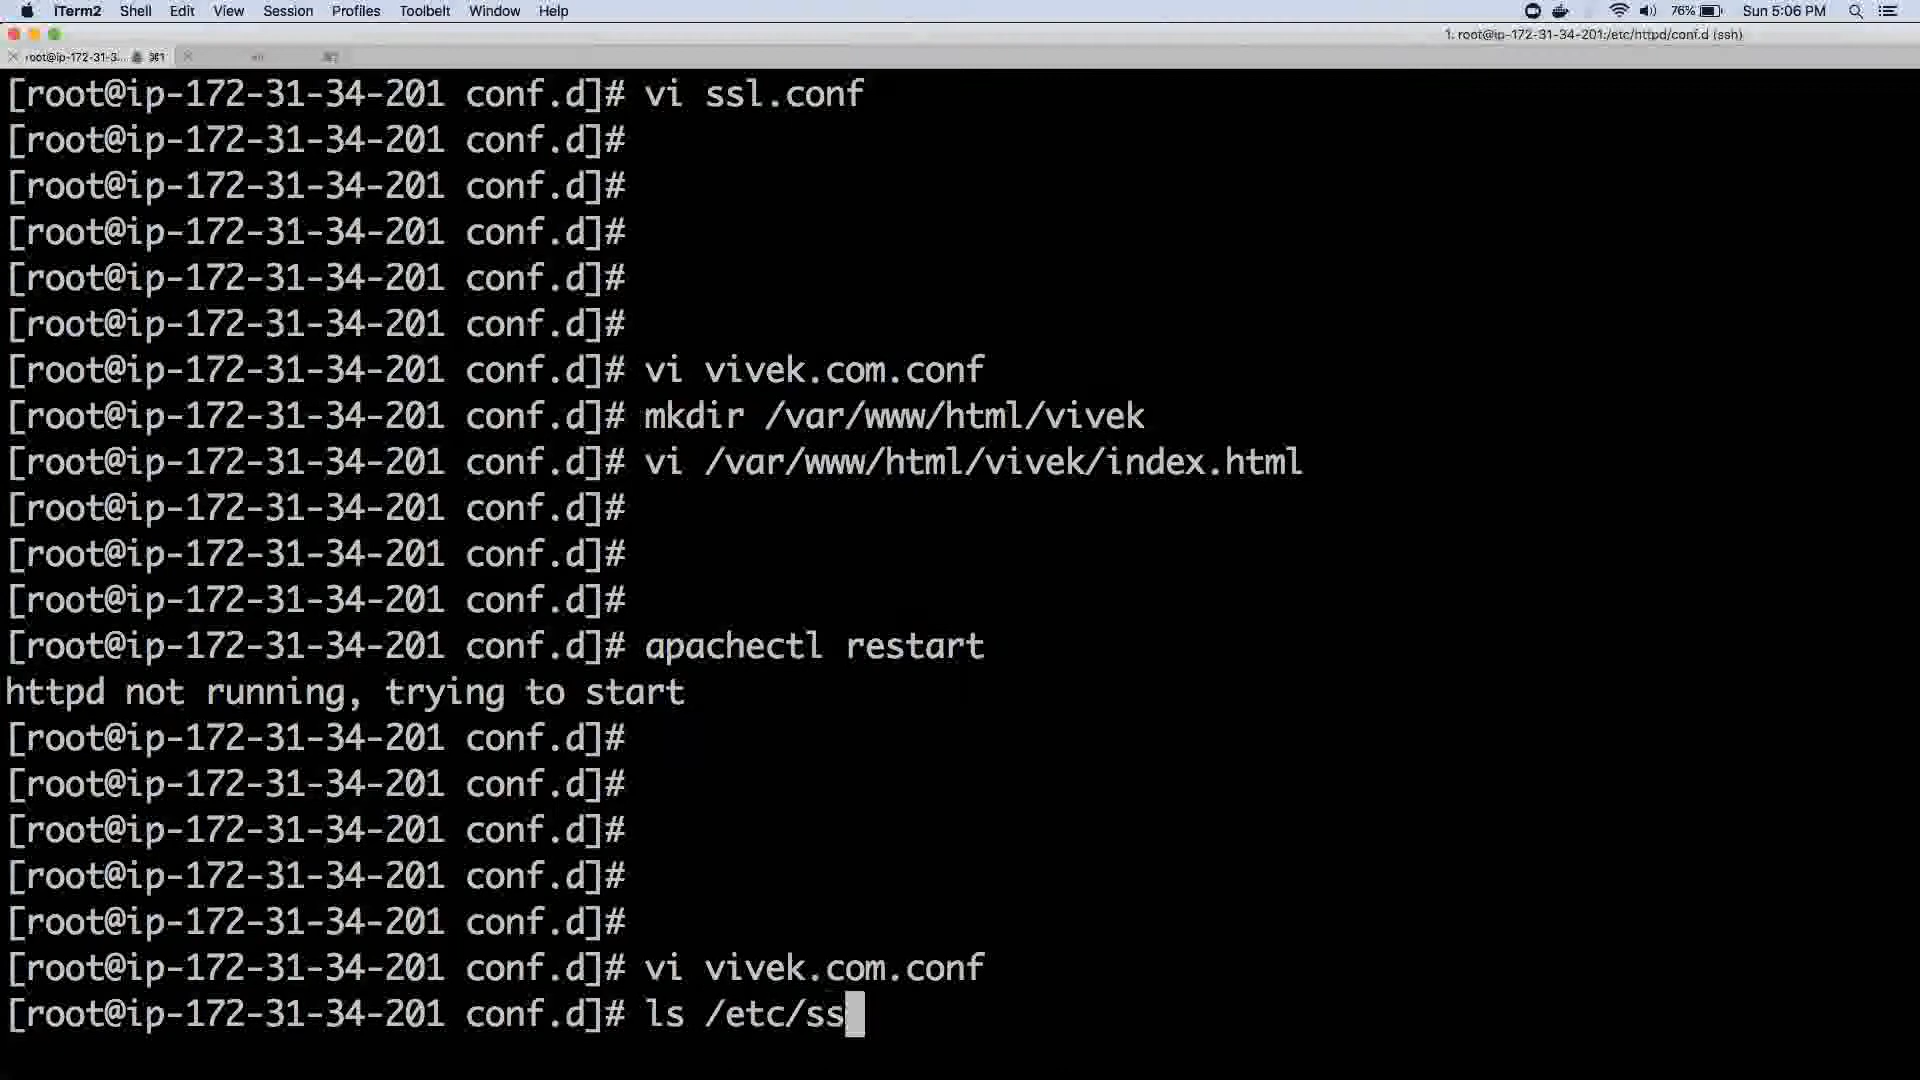 iTerm2 Shell Edit View Session Profiles Toolbelt Window Help 76% Sun 5:06 PM
1. root@ip-172-31-34-201:/etc/httpd/conf.d (ssh)
root@ip-172-31-3... ⌘1
[root@ip-172-31-34-201 conf.d]# vi ssl.conf
[root@ip-172-31-34-201 conf.d]#
[root@ip-172-31-34-201 conf.d]#
[root@ip-172-31-34-201 conf.d]#
[root@ip-172-31-34-201 conf.d]#
[root@ip-172-31-34-201 conf.d]#
[root@ip-172-31-34-201 conf.d]# vi vivek.com.conf
[root@ip-172-31-34-201 conf.d]# mkdir /var/www/html/vivek
[root@ip-172-31-34-201 conf.d]# vi /var/www/html/vivek/index.html
[root@ip-172-31-34-201 conf.d]#
[root@ip-172-31-34-201 conf.d]#
[root@ip-172-31-34-201 conf.d]#
[root@ip-172-31-34-201 conf.d]# apachectl restart
httpd not running, trying to start
[root@ip-172-31-34-201 conf.d]#
[root@ip-172-31-34-201 conf.d]#
[root@ip-172-31-34-201 conf.d]#
[root@ip-172-31-34-201 conf.d]#
[root@ip-172-31-34-201 conf.d]#
[root@ip-172-31-34-201 conf.d]# vi vivek.com.conf
[root@ip-172-31-34-201 conf.d]# ls /etc/ss